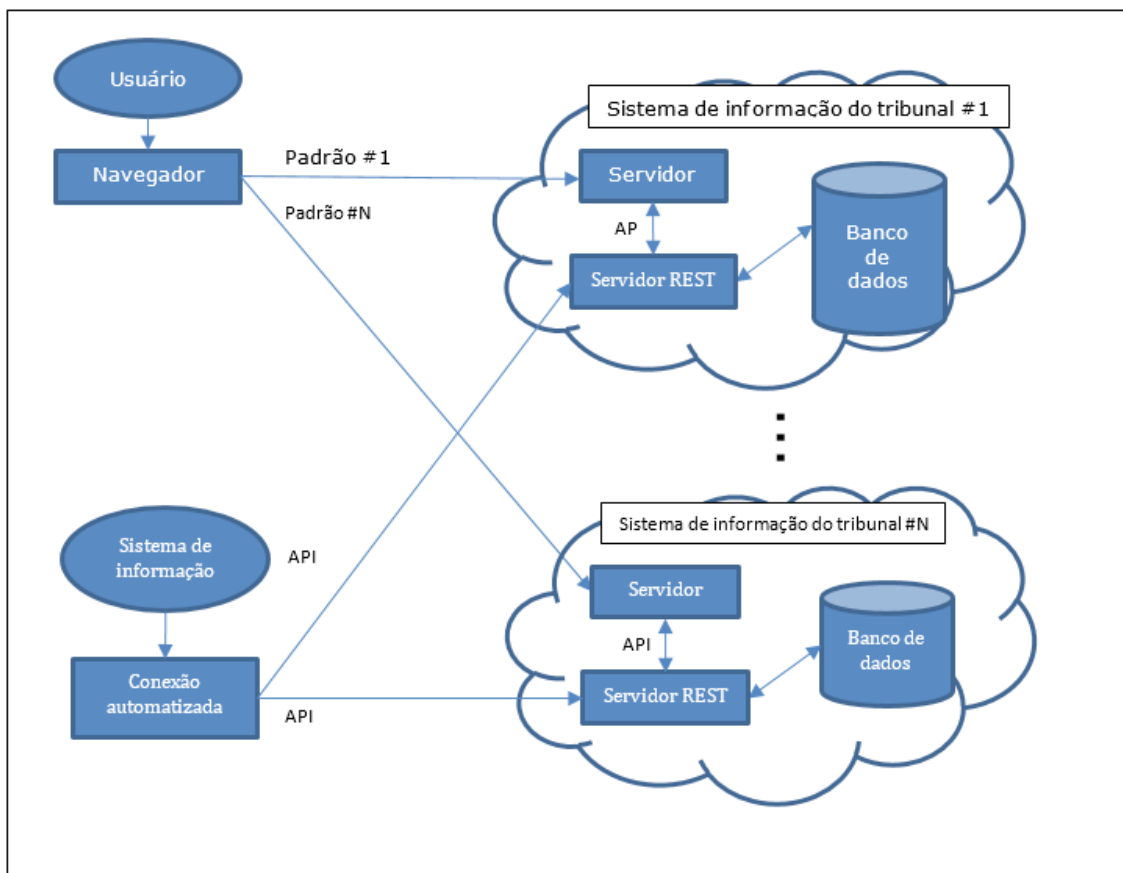 Usuário
Navegador
Padrão #1
Padrão #N
Sistema de informação do tribunal #1
Servidor
AP
Servidor REST
Banco
de
dados
Sistema de
informação
API
Conexão
automatizada
API
Sistema de informação do tribunal #N
Servidor
API
Servidor REST
Banco de
dados